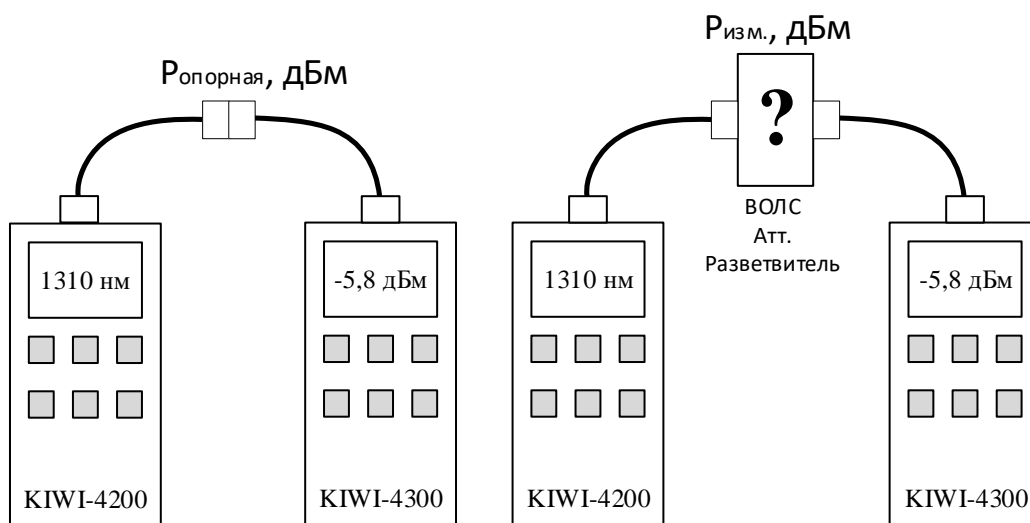 Pопорная, дБм
1310 нм
-5,8 дБм
KIWI-4200
KIWI-4300
Pизм., дБм
?
ВОЛС
Атт.
Разветвитель
1310 нм
-5,8 дБм
KIWI-4200
KIWI-4300